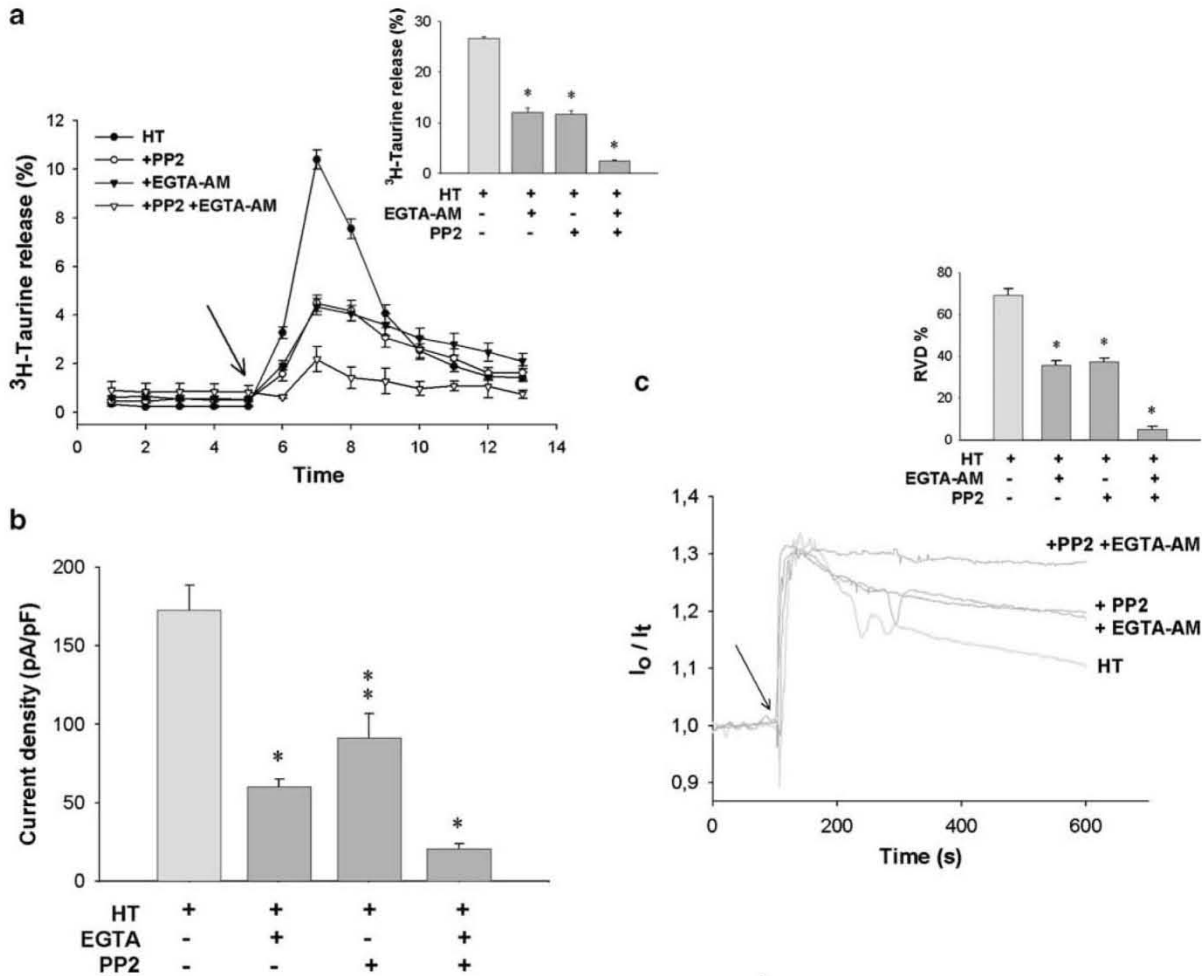 a
³H-Taurine release (%)
12
10
8
6
4
2
0
HT
+PP2
+EGTA-AM
+PP2 +EGTA-AM
0 2 4 6 8 10 12 14
Time
³H-Taurine release (%)
30
20
10
0
* * *
HT + + + +
EGTA-AM - + - +
PP2 - - + +
b
Current density (pA/pF)
200
150
100
50
0
* ** *
HT + + + +
EGTA - + - +
PP2 - - + +
c
RVD %
80
60
40
20
0
* * *
HT + + + +
EGTA-AM - + - +
PP2 - - + +
I₀ / It
1,4
1,3
1,2
1,1
1,0
0,9
+PP2 +EGTA-AM
+ PP2
+ EGTA-AM
HT
0 200 400 600
Time (s)